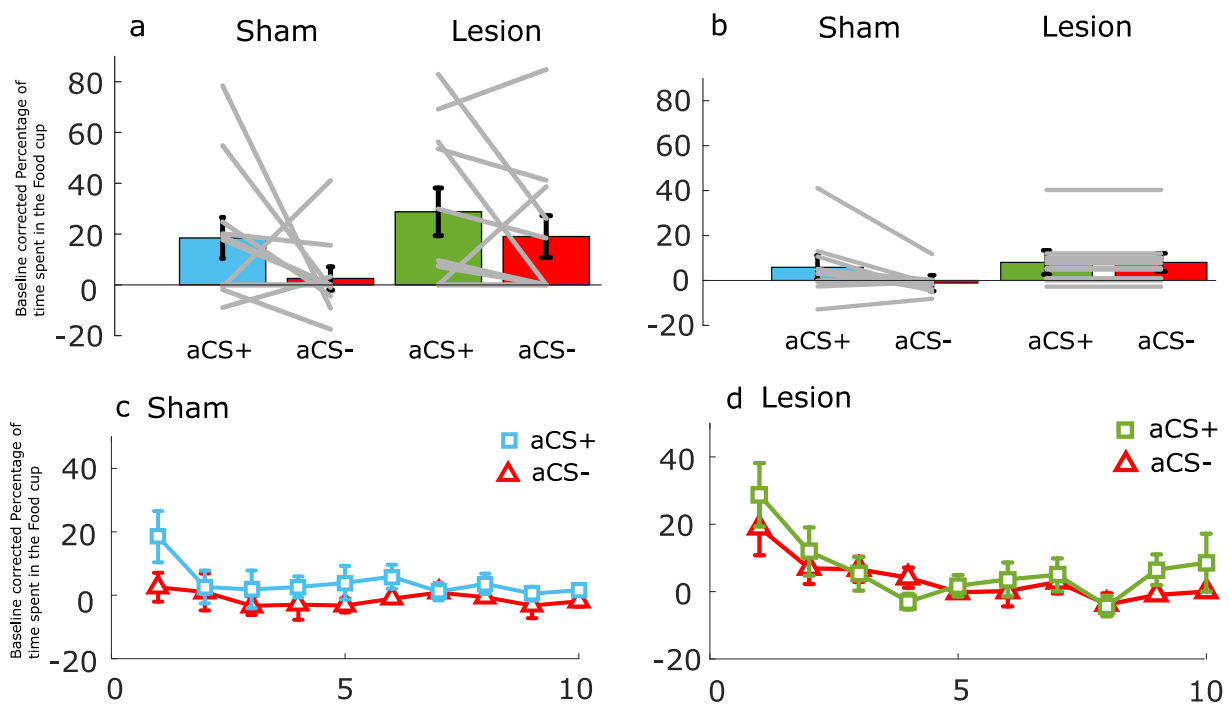 a
Sham
Lesion
Baseline corrected Percentage of
time spent in the Food cup
80
60
40
20
0
-20
aCS+
aCS-
aCS+
aCS-
b
Sham
Lesion
80
60
40
20
0
-20
aCS+
aCS-
aCS+
aCS-
c Sham
Baseline corrected Percentage of
time spent in the Food cup
aCS+
aCS-
40
20
0
-20
0
5
10
d Lesion
aCS+
aCS-
40
20
0
-20
0
5
10